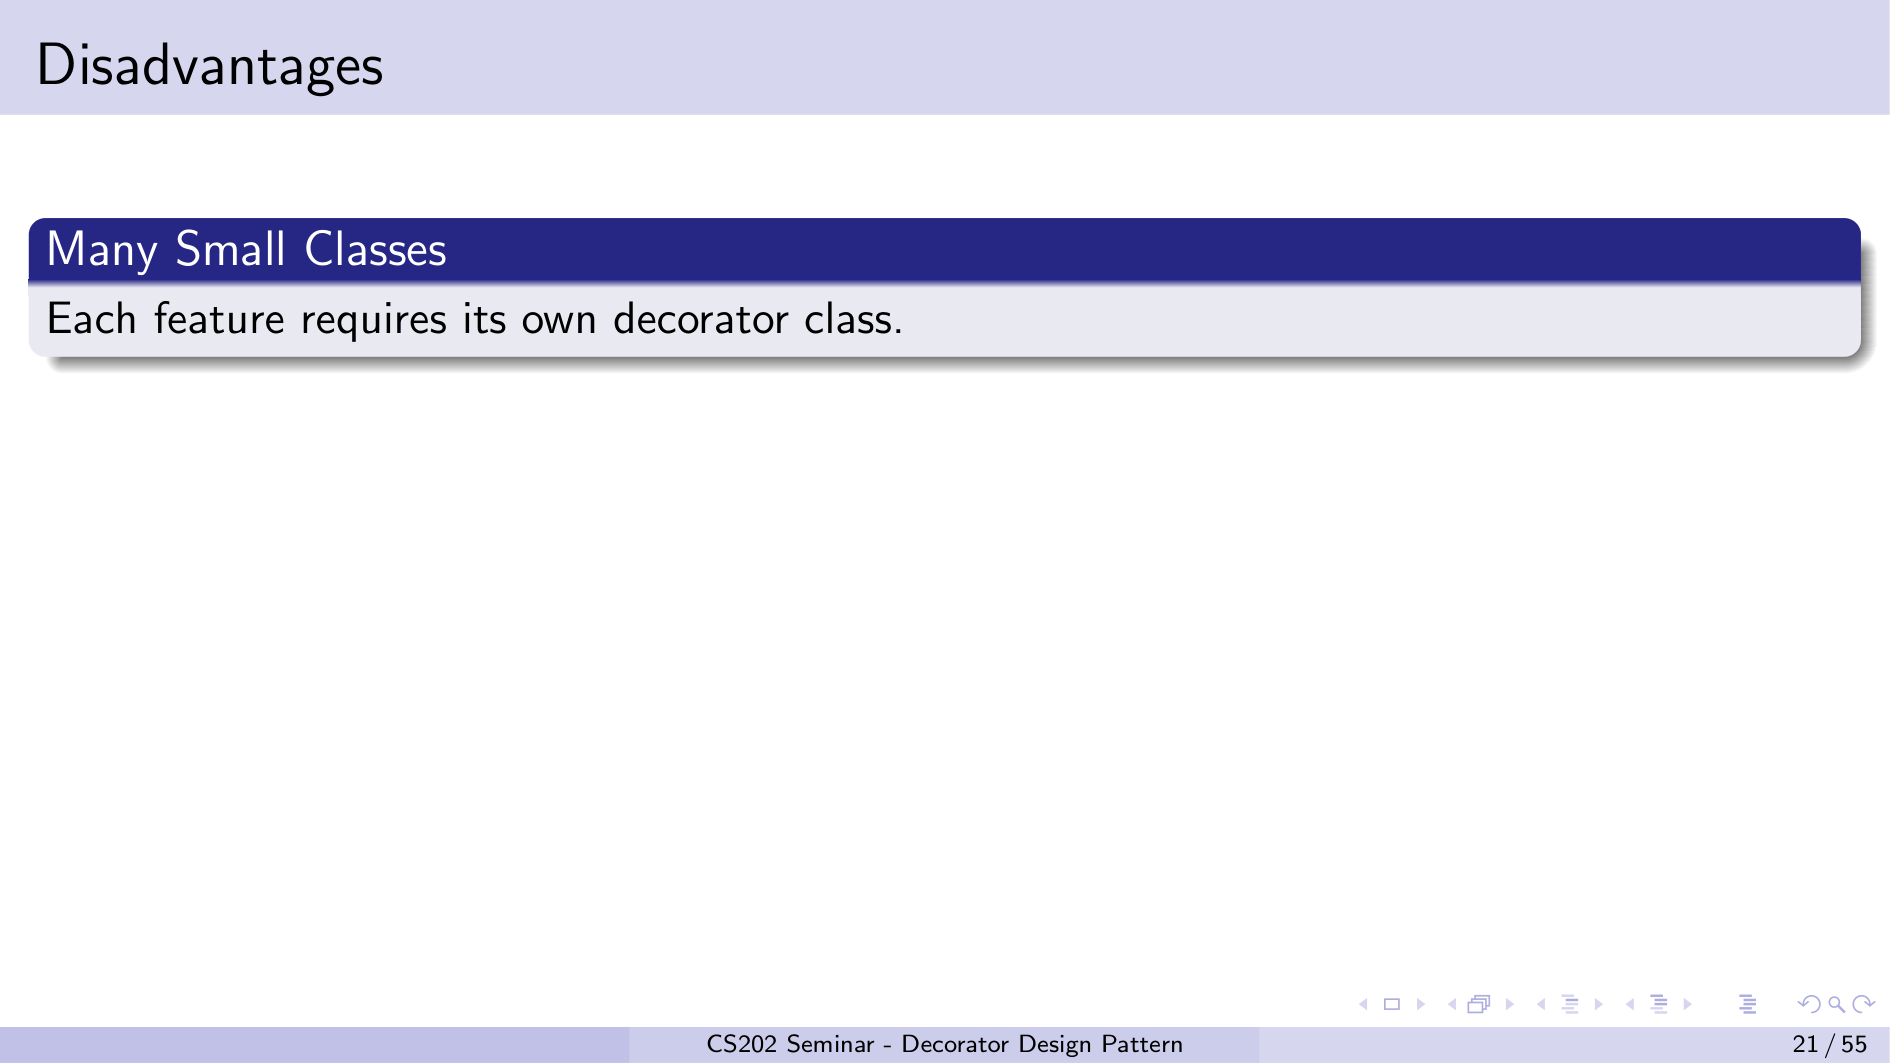 Disadvantages
Many Small Classes
Each feature requires its own decorator class.
CS202 Seminar - Decorator Design Pattern
21 / 55